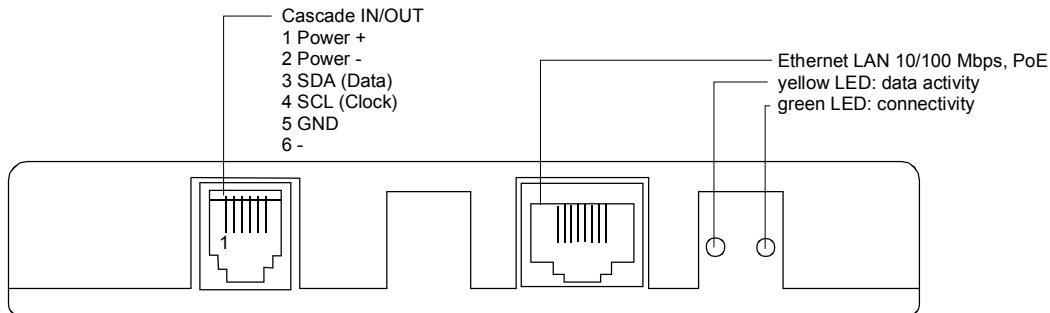 Cascade IN/OUT
1 Power +
2 Power -
3 SDA (Data)
4 SCL (Clock)
5 GND
6 -
Ethernet LAN 10/100 Mbps, PoE
yellow LED: data activity
green LED: connectivity
1